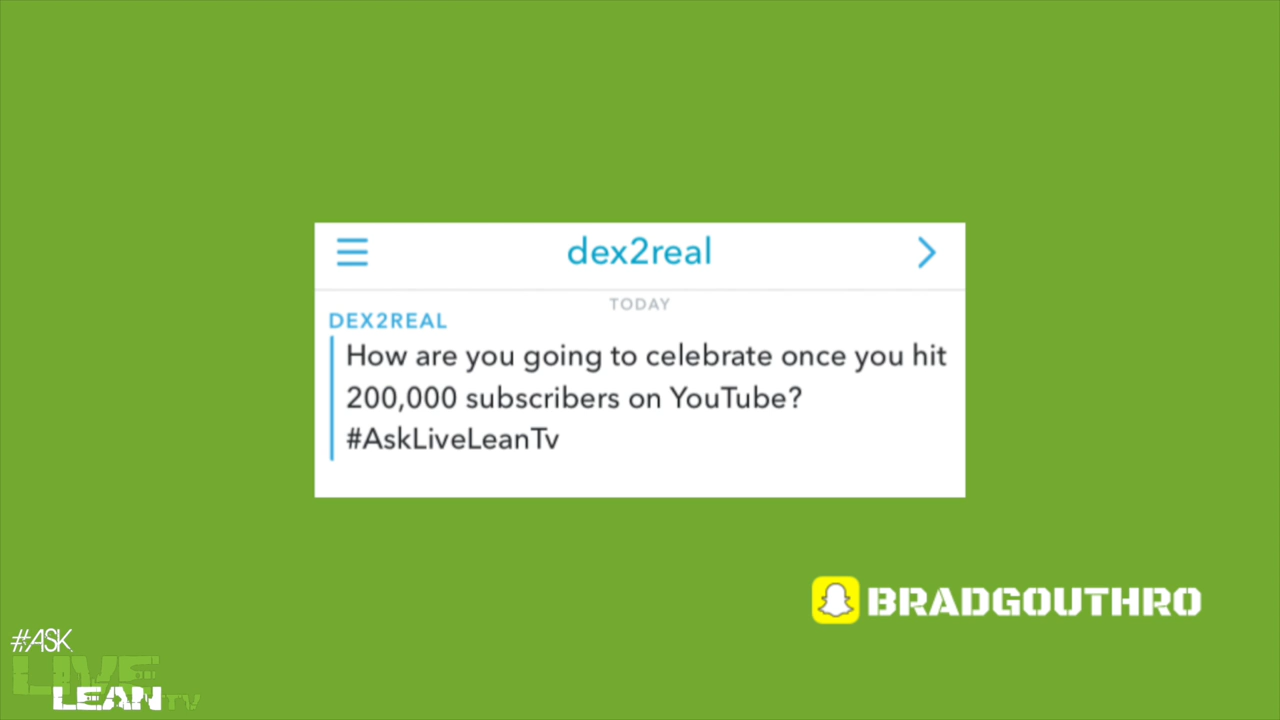 dex2real
TODAY
DEX2REAL
How are you going to celebrate once you hit
200,000 subscribers on YouTube?
#AskLiveLeanTv
BRADGOUTHRO
#ASK
LIVE
LEAN TV